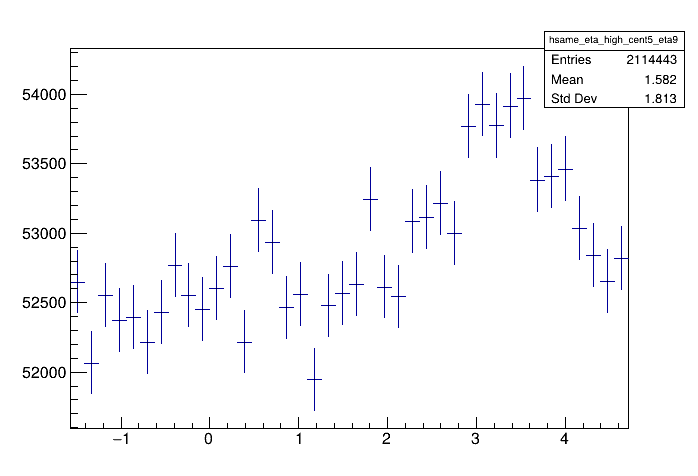 hsame_eta_high_cent5_eta9
Entries 2114443
Mean 1.582
Std Dev 1.813
54000
53500
53000
52500
52000
−1 0 1 2 3 4